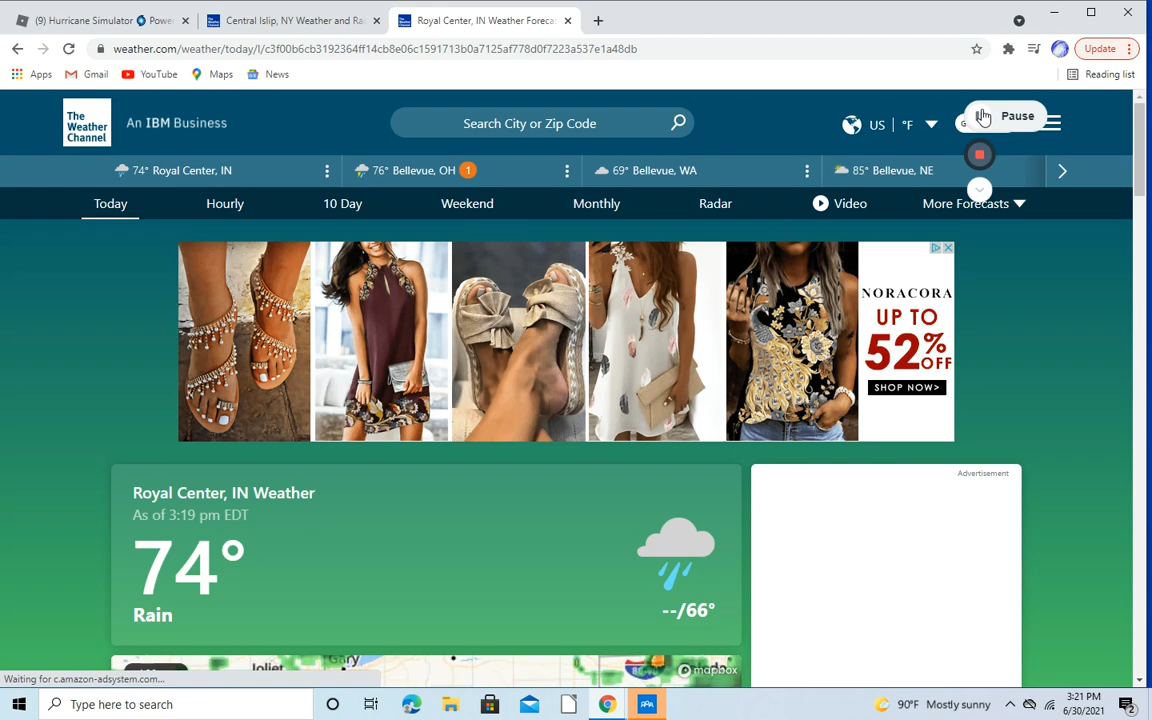 (9) Hurricane Simulator Powe
Central Islip, NY Weather and Ra
Royal Center, IN Weather Foreca
weather.com/weather/today/l/c3f00b6cb3192364ff14cb8e06c1591713b0a7125af778d0f7223a537e1a48db
Update
Apps
Gmail
YouTube
Maps
News
Reading list
The Weather Channel
An IBM Business
Search City or Zip Code
US
°F
G
Pause
74° Royal Center, IN
76° Bellevue, OH 1
69° Bellevue, WA
85° Bellevue, NE
Today
Hourly
10 Day
Weekend
Monthly
Radar
Video
More Forecasts
NORACORA
UP TO
52% OFF
SHOP NOW>
Royal Center, IN Weather
As of 3:19 pm EDT
74°
Rain
--/66°
Advertisement
Joliet
Gary
mapbox
Waiting for c.amazon-adsystem.com...
Type here to search
90°F Mostly sunny
3:21 PM
6/30/2021
2